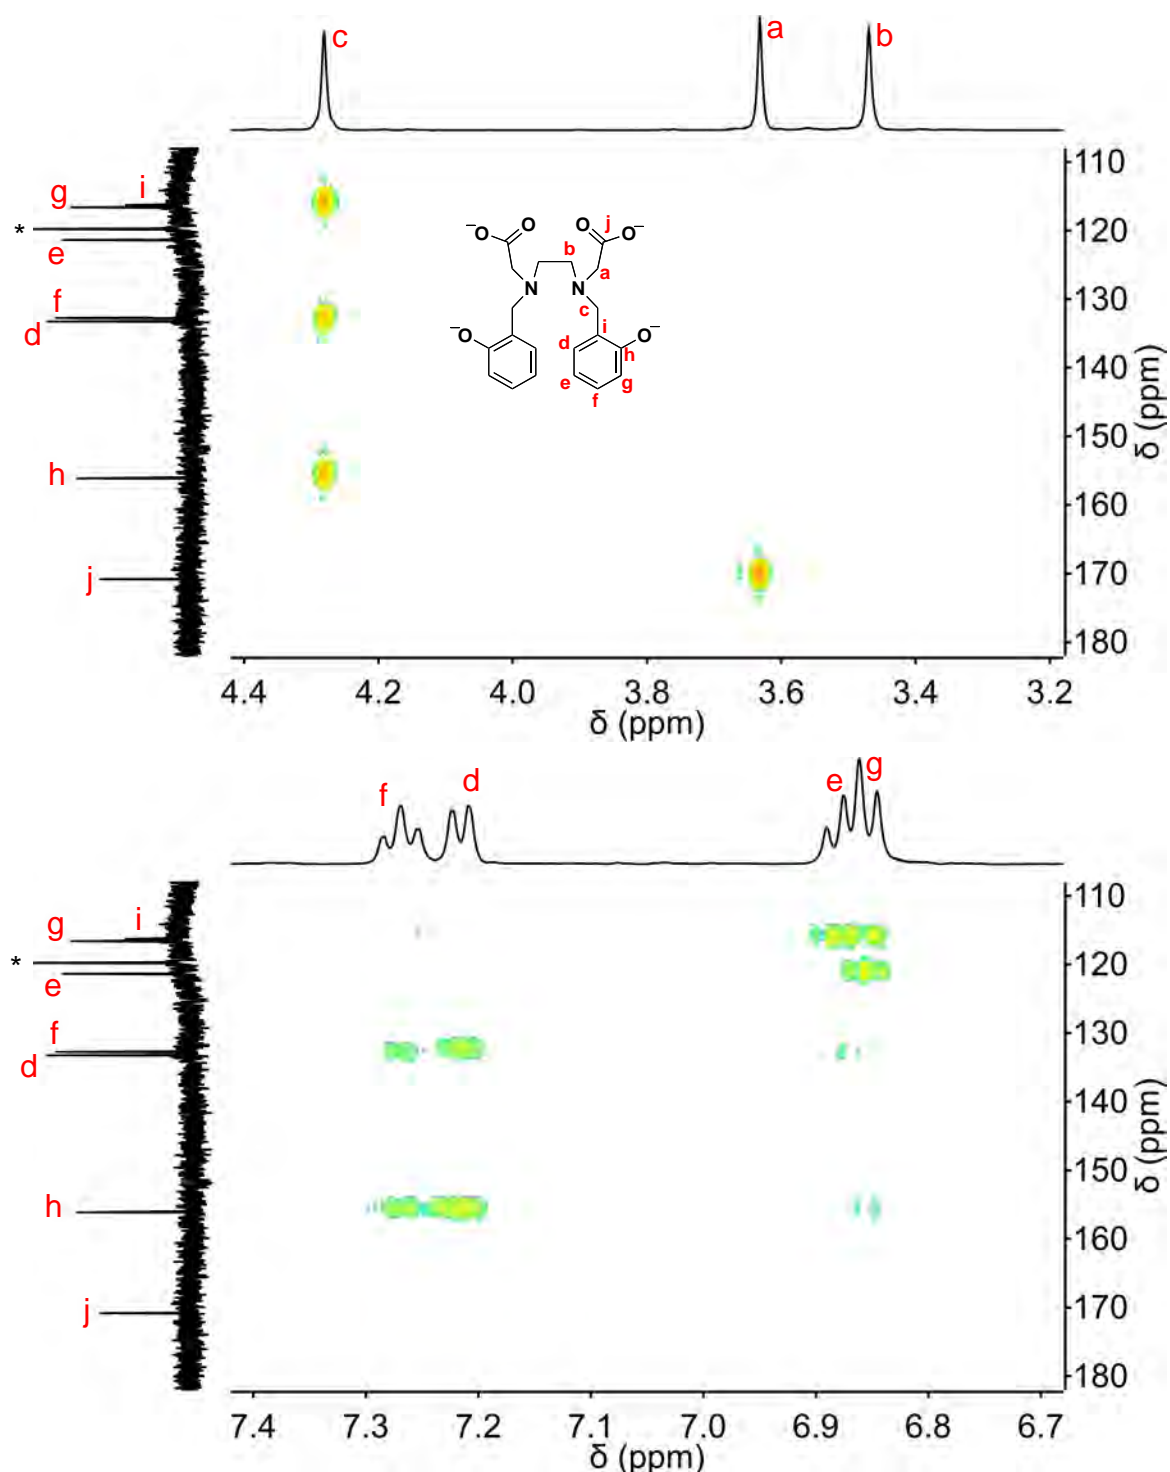 c
a
b
g
i
*
e
f
d
h
j
110
120
130
140
150
160
170
180
δ (ppm)
−O
O
O
j
O−
b
a
N
N
c
−O
i
d
h
O−
e
g
f
4.4
4.2
4.0
3.8
3.6
3.4
3.2
δ (ppm)
f
d
e
g
g
i
*
e
f
d
h
j
110
120
130
140
150
160
170
180
δ (ppm)
7.4
7.3
7.2
7.1
7.0
6.9
6.8
6.7
δ (ppm)